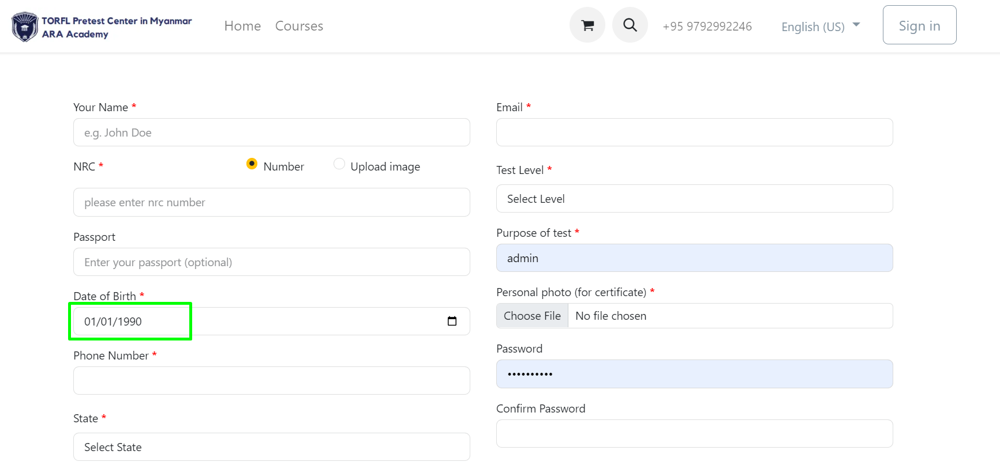 TORFL Pretest Center in Myanmar
ARA Academy
Home
Courses
+95 9792992246
English (US)
Sign in
Your Name *
e.g. John Doe
NRC *
Number
Upload image
please enter nrc number
Passport
Enter your passport (optional)
Date of Birth *
01/01/1990
Phone Number *
State *
Select State
Email *
Test Level *
Select Level
Purpose of test *
admin
Personal photo (for certificate) *
Choose File
No file chosen
Password
••••••••••
Confirm Password